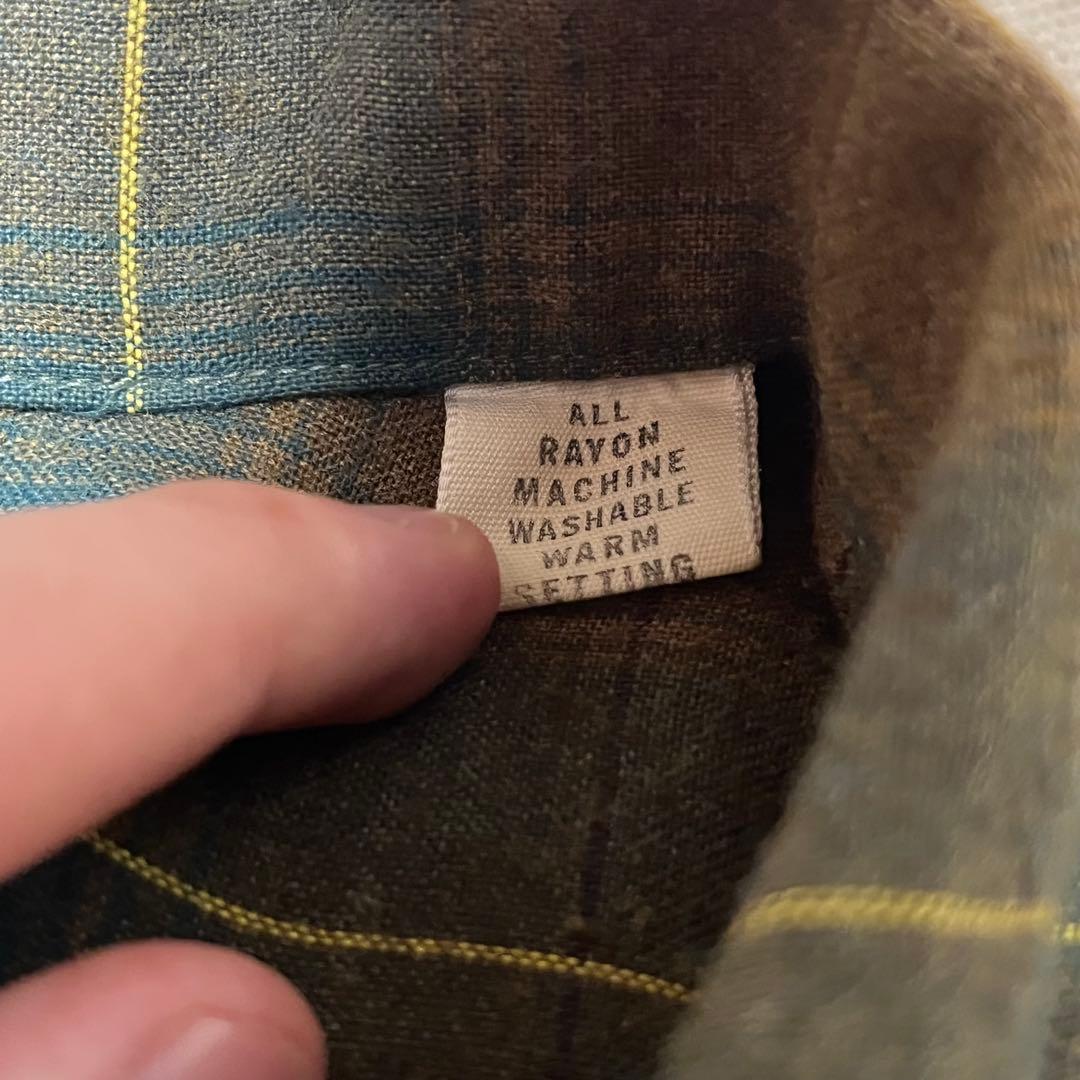 ALL
RAYON
MACHINE
WASHABLE
WARM
SETTING